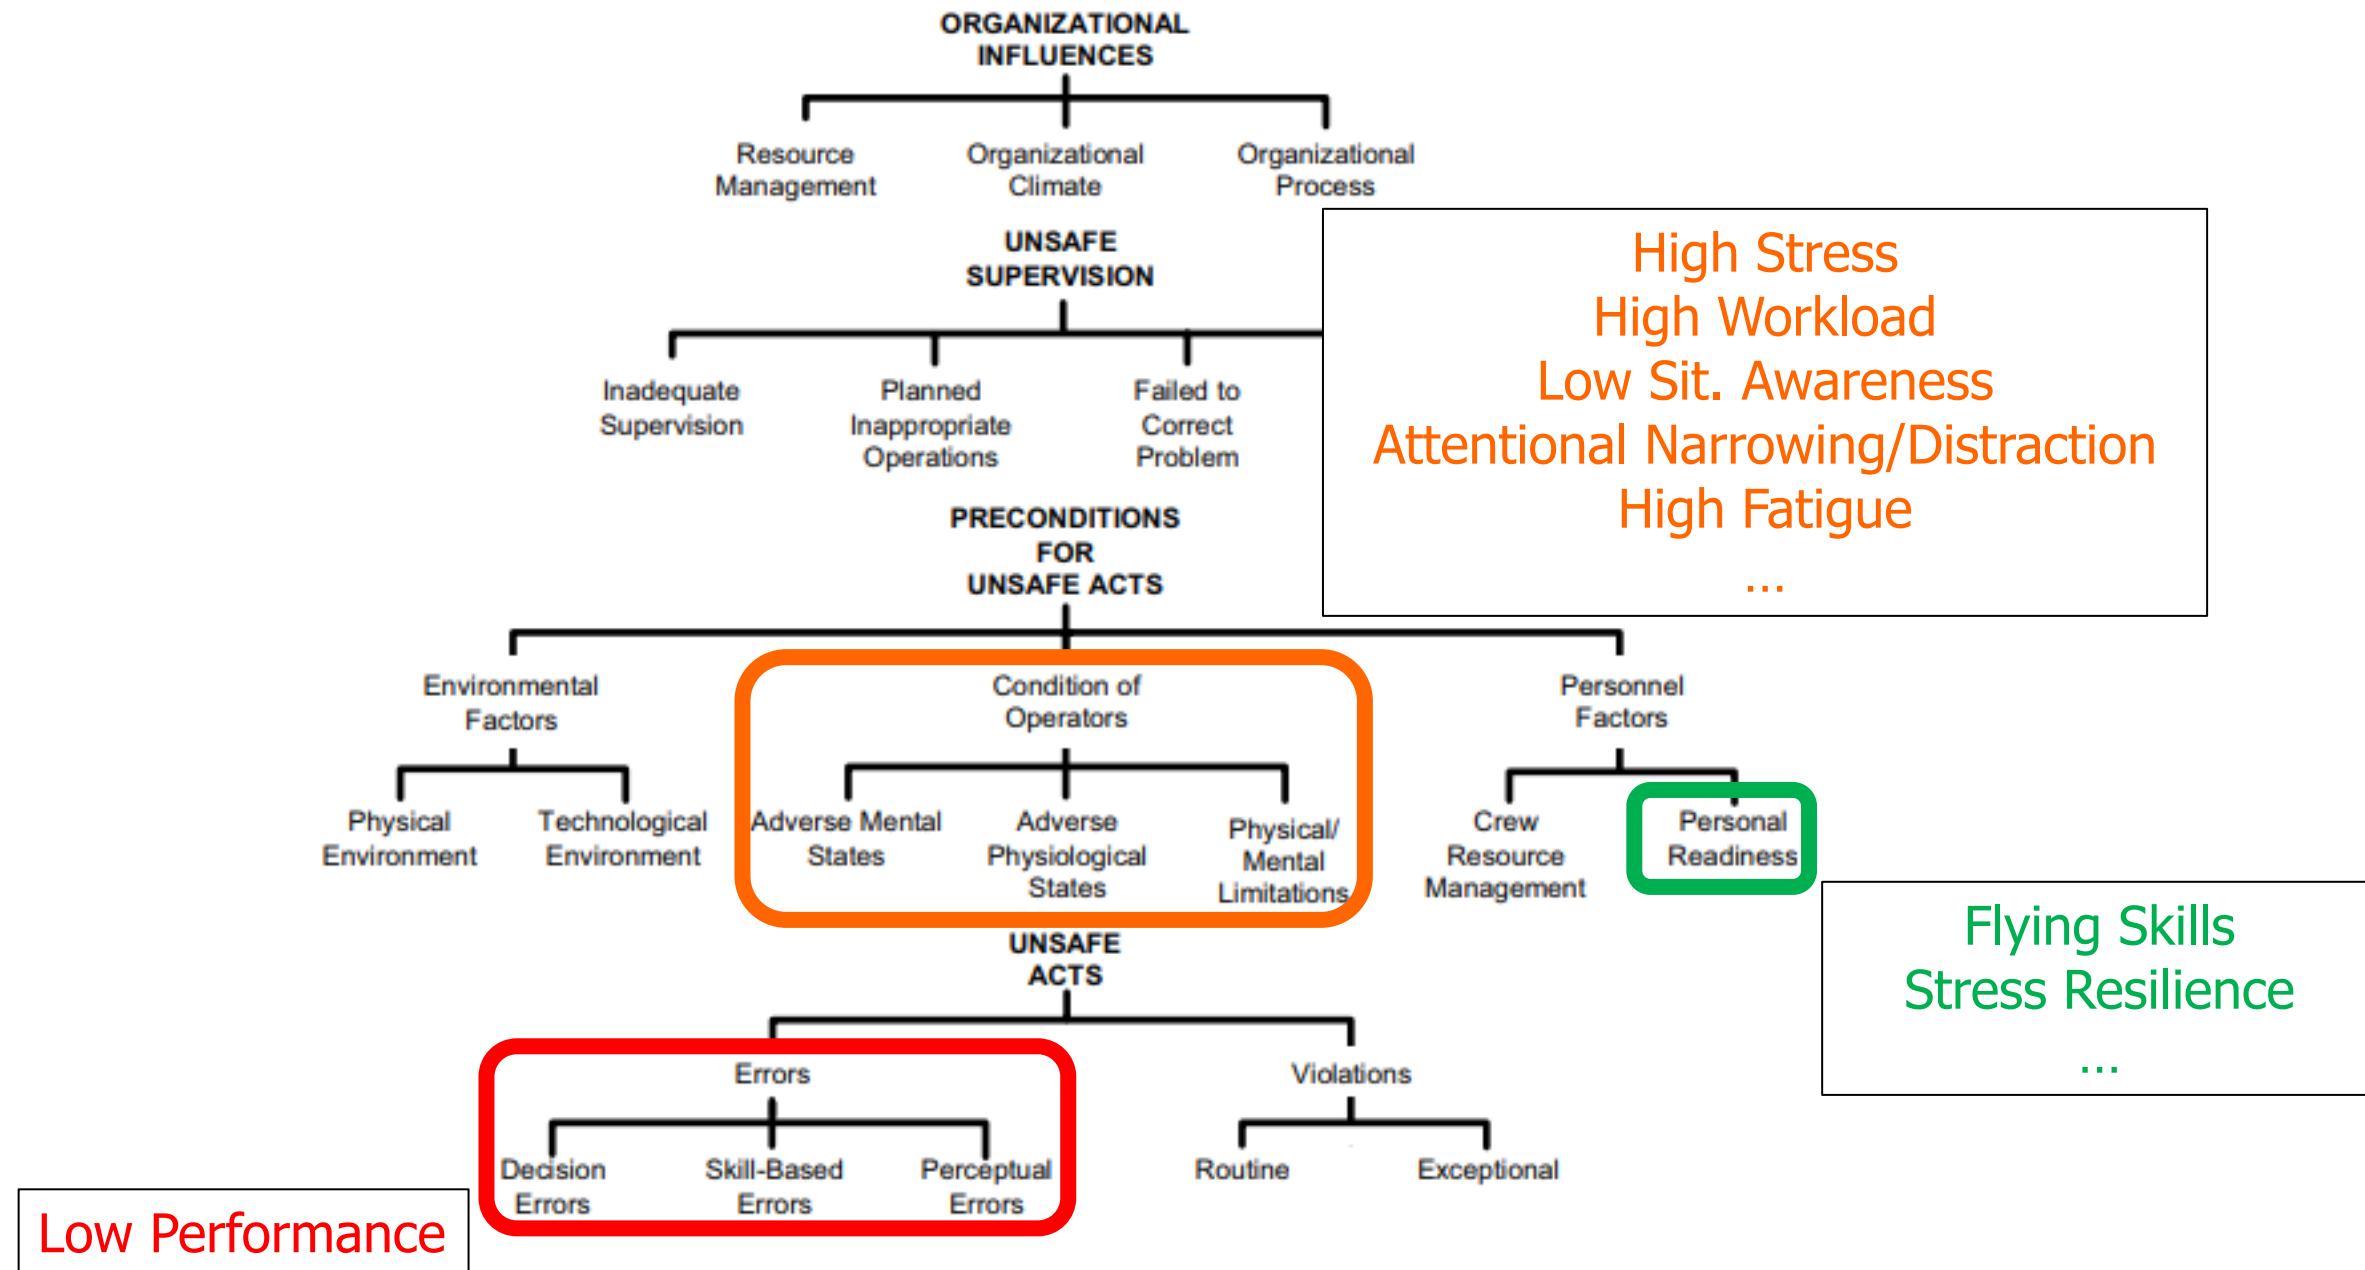 ORGANIZATIONAL
INFLUENCES
Resource
Management
Organizational
Climate
Organizational
Process
UNSAFE
SUPERVISION
Inadequate
Supervision
Planned
Inappropriate
Operations
Failed to
Correct
Problem
High Stress
High Workload
Low Sit. Awareness
Attentional Narrowing/Distraction
High Fatigue
...
PRECONDITIONS
FOR
UNSAFE ACTS
Environmental
Factors
Condition of
Operators
Personnel
Factors
Physical
Environment
Technological
Environment
Adverse Mental
States
Adverse
Physiological
States
Physical/
Mental
Limitations
Crew
Resource
Management
Personal
Readiness
Flying Skills
Stress Resilience
...
UNSAFE
ACTS
Errors
Violations
Decision
Errors
Skill-Based
Errors
Perceptual
Errors
Routine
Exceptional
Low Performance